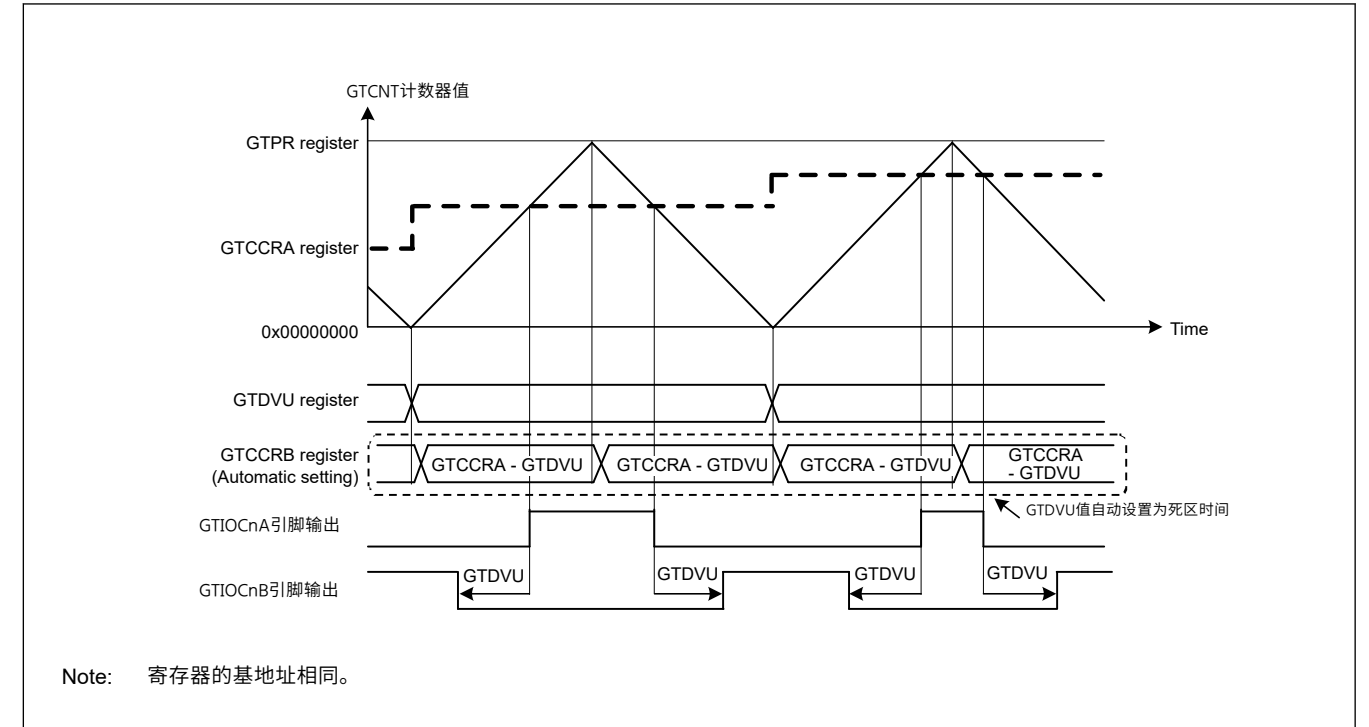 GTCNT计数器值
GTPR register
GTCCRA register
0x00000000
Time
GTDVU register
GTCCRB register
(Automatic setting)
GTCCRA - GTDVU
GTCCRA - GTDVU
GTCCRA - GTDVU
GTCCRA
- GTDVU
GTDVU值自动设置为死区时间
GTIOCnA引脚输出
GTIOCnB引脚输出
GTDVU
GTDVU
GTDVU
GTDVU
Note: 寄存器的基地址相同。